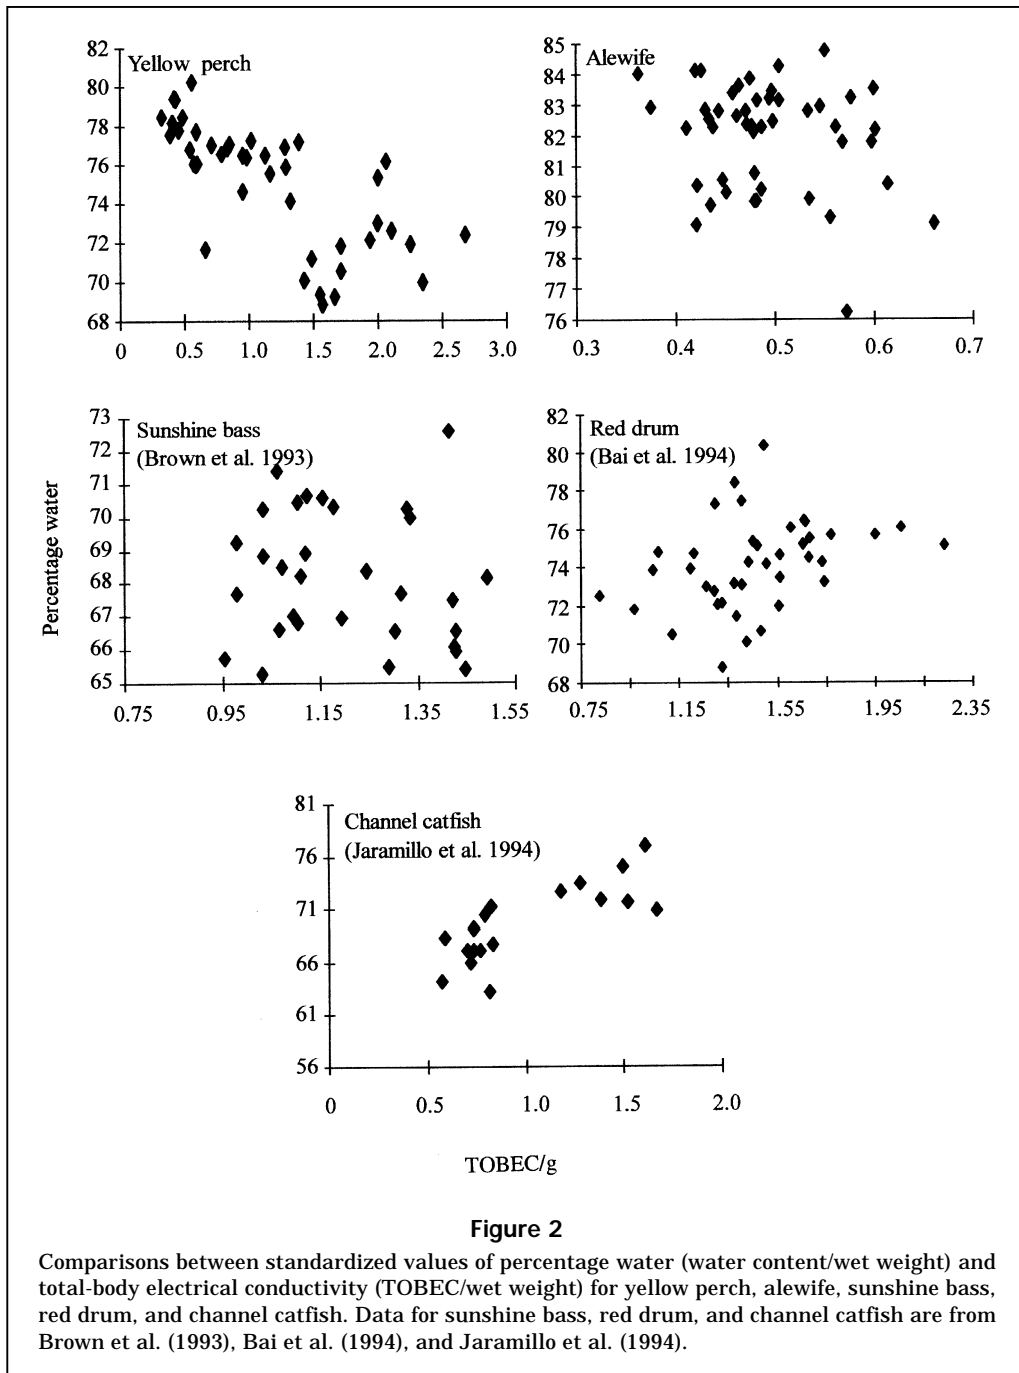 Yellow perch
82
80
78
76
74
72
70
68
0 0.5 1.0 1.5 2.0 2.5 3.0
Alewife
85
84
83
82
81
80
79
78
77
76
0.3 0.4 0.5 0.6 0.7
Percentage water
Sunshine bass
(Brown et al. 1993)
73
72
71
70
69
68
67
66
65
0.75 0.95 1.15 1.35 1.55
Red drum
(Bai et al. 1994)
82
80
78
76
74
72
70
68
0.75 1.15 1.55 1.95 2.35
Channel catfish
(Jaramillo et al. 1994)
81
76
71
66
61
56
0 0.5 1.0 1.5 2.0
TOBEC/g
Figure 2
Comparisons between standardized values of percentage water (water content/wet weight) and
total-body electrical conductivity (TOBEC/wet weight) for yellow perch, alewife, sunshine bass,
red drum, and channel catfish. Data for sunshine bass, red drum, and channel catfish are from
Brown et al. (1993), Bai et al. (1994), and Jaramillo et al. (1994).